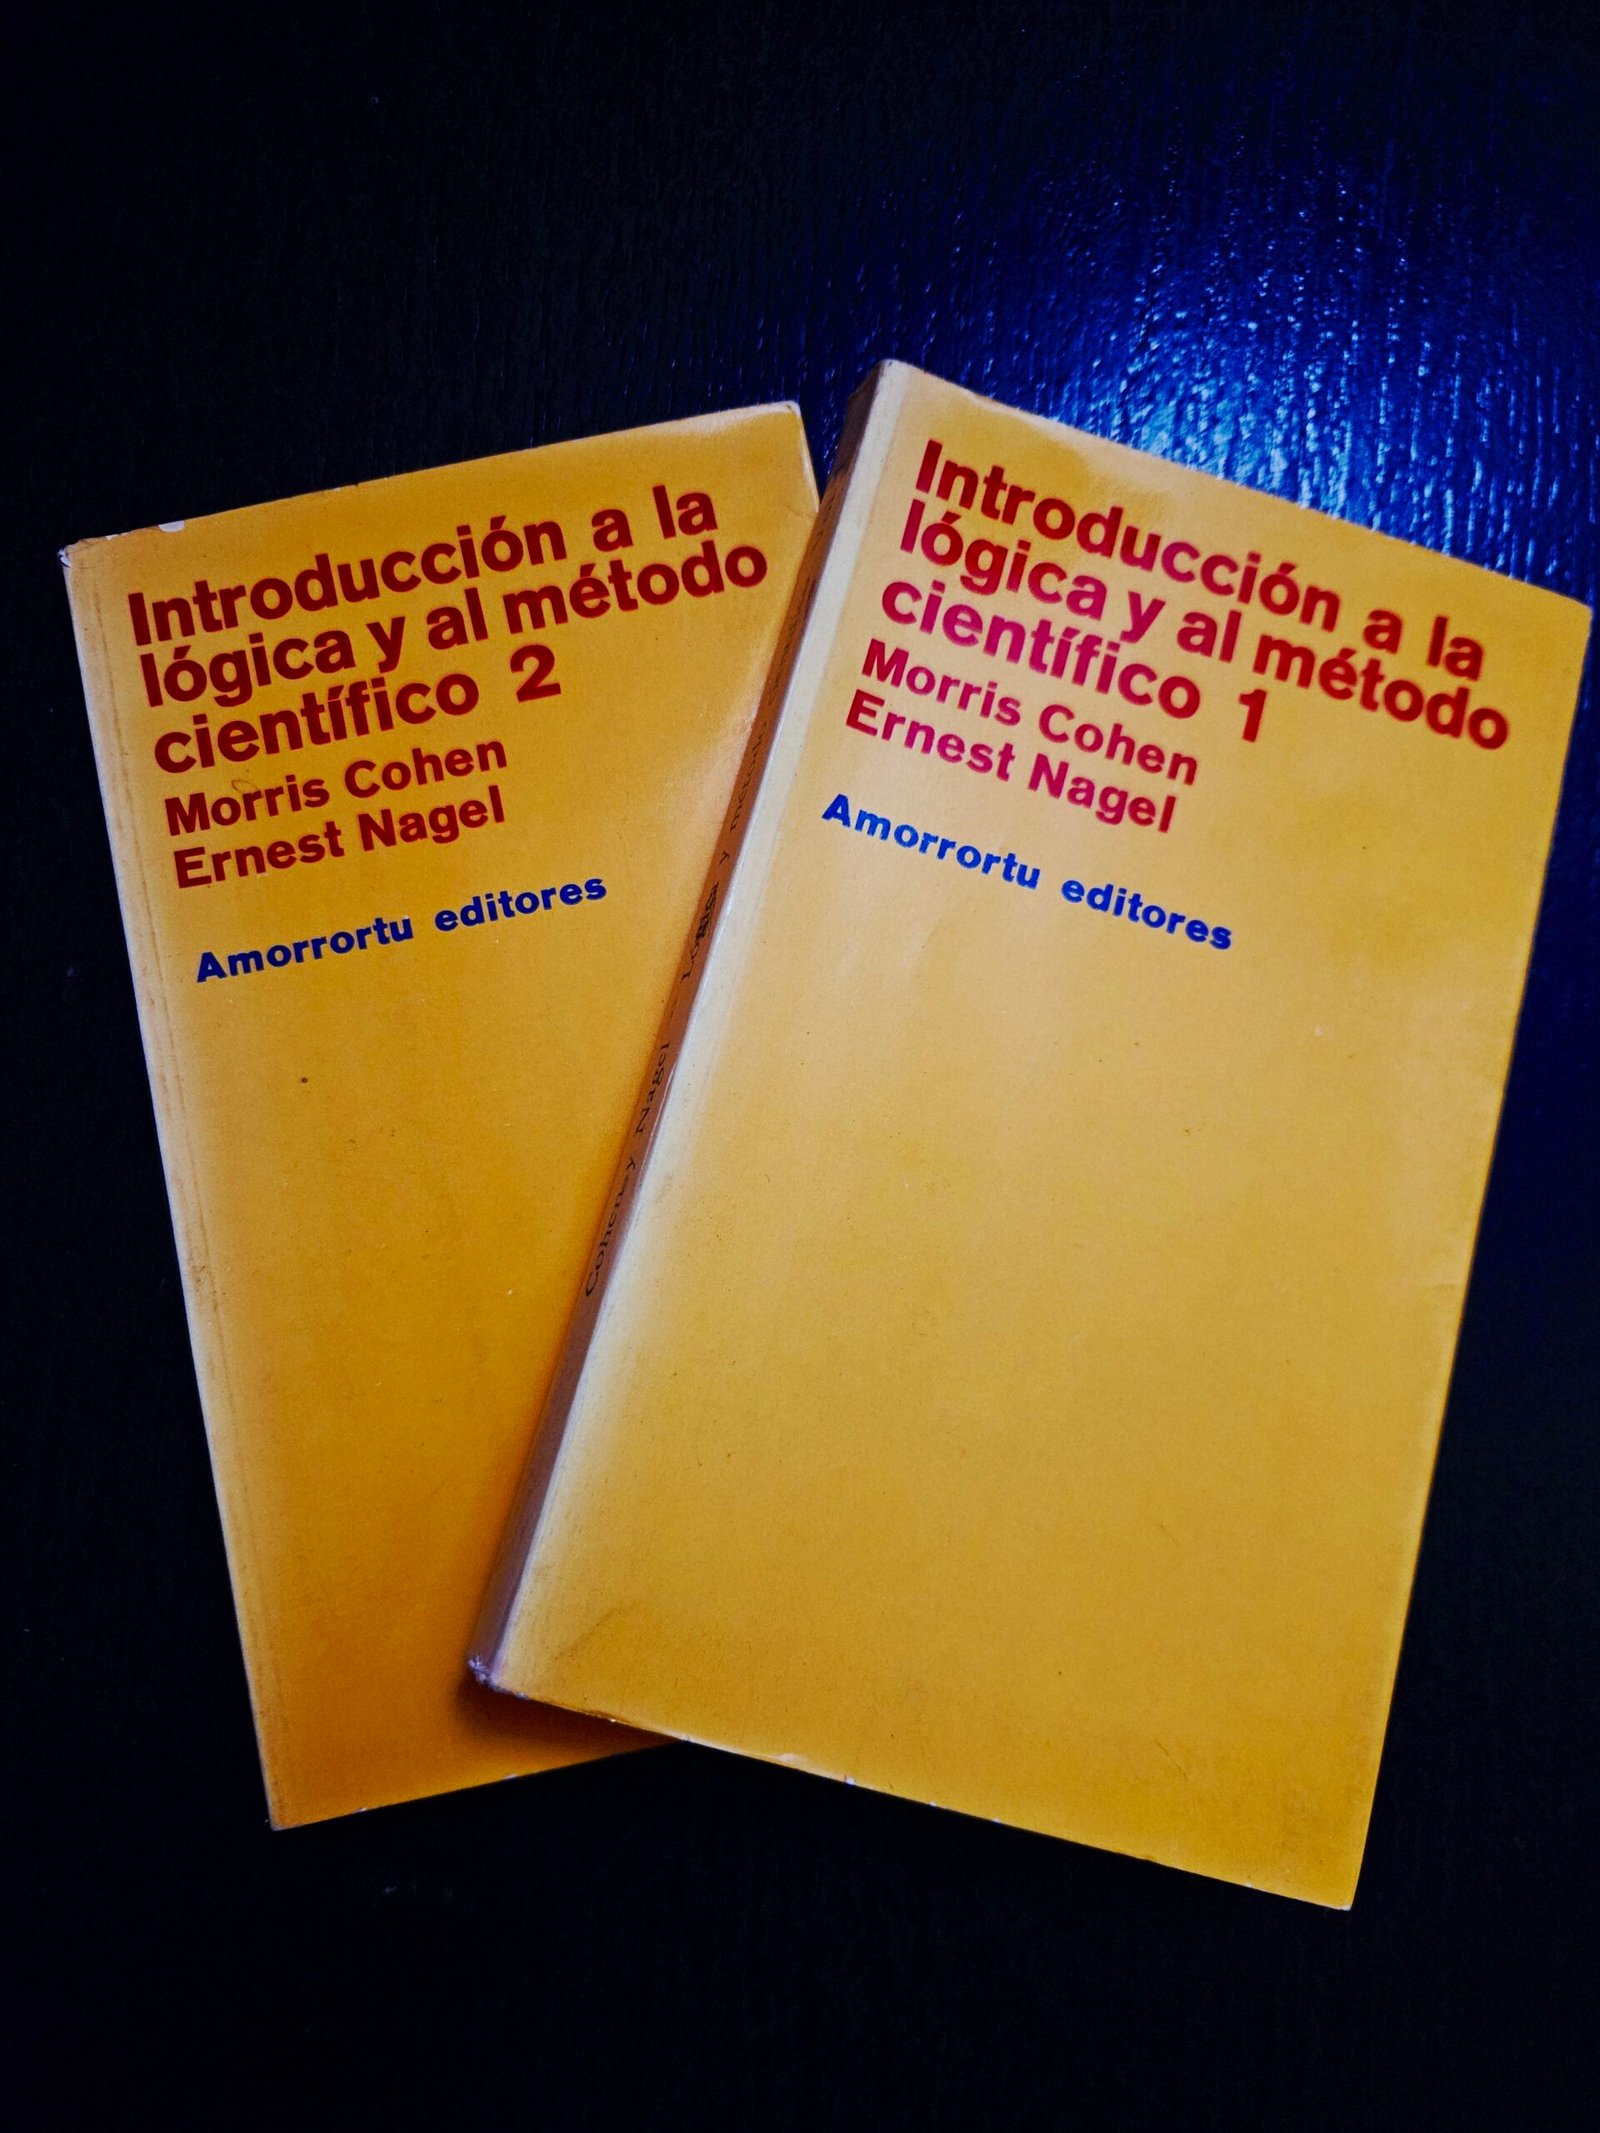 Introducción a la
lógica y al método
científico 2
Morris Cohen
Ernest Nagel
Amorrortu editores
Introducción a la
lógica y al método
científico 1
Morris Cohen
Ernest Nagel
Amorrortu editores
Cohen y Nagel Lógica y